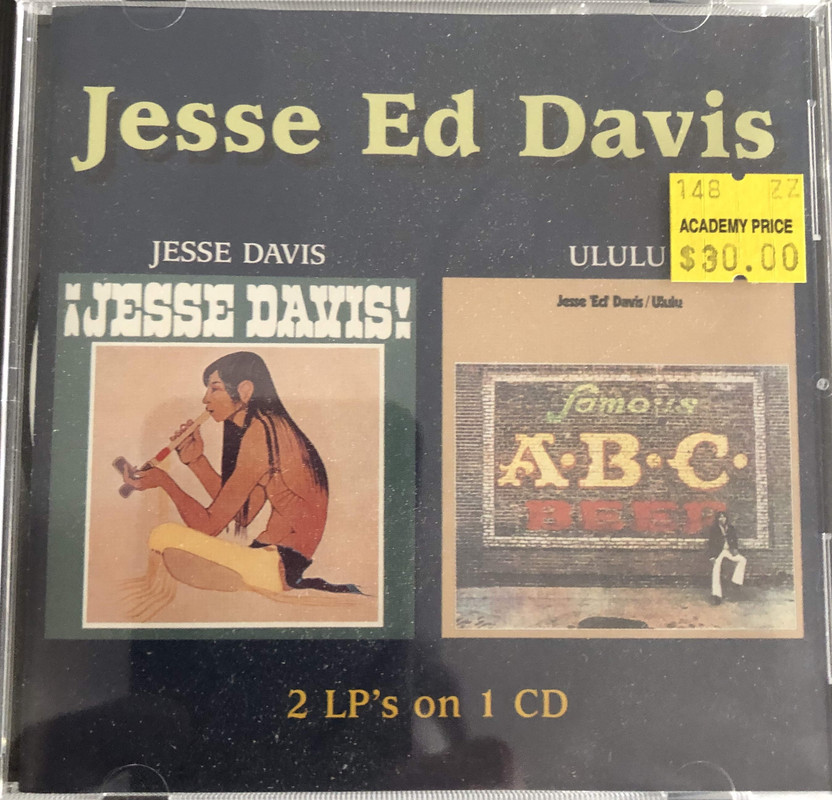 Jesse Ed Davis
148 ZZ
ACADEMY PRICE
$30.00
JESSE DAVIS
ULULU
¡JESSE DAVIS!
Jesse 'Ed' Davis / Ululu
famous
A·B·C·
BEEF
2 LP's on 1 CD